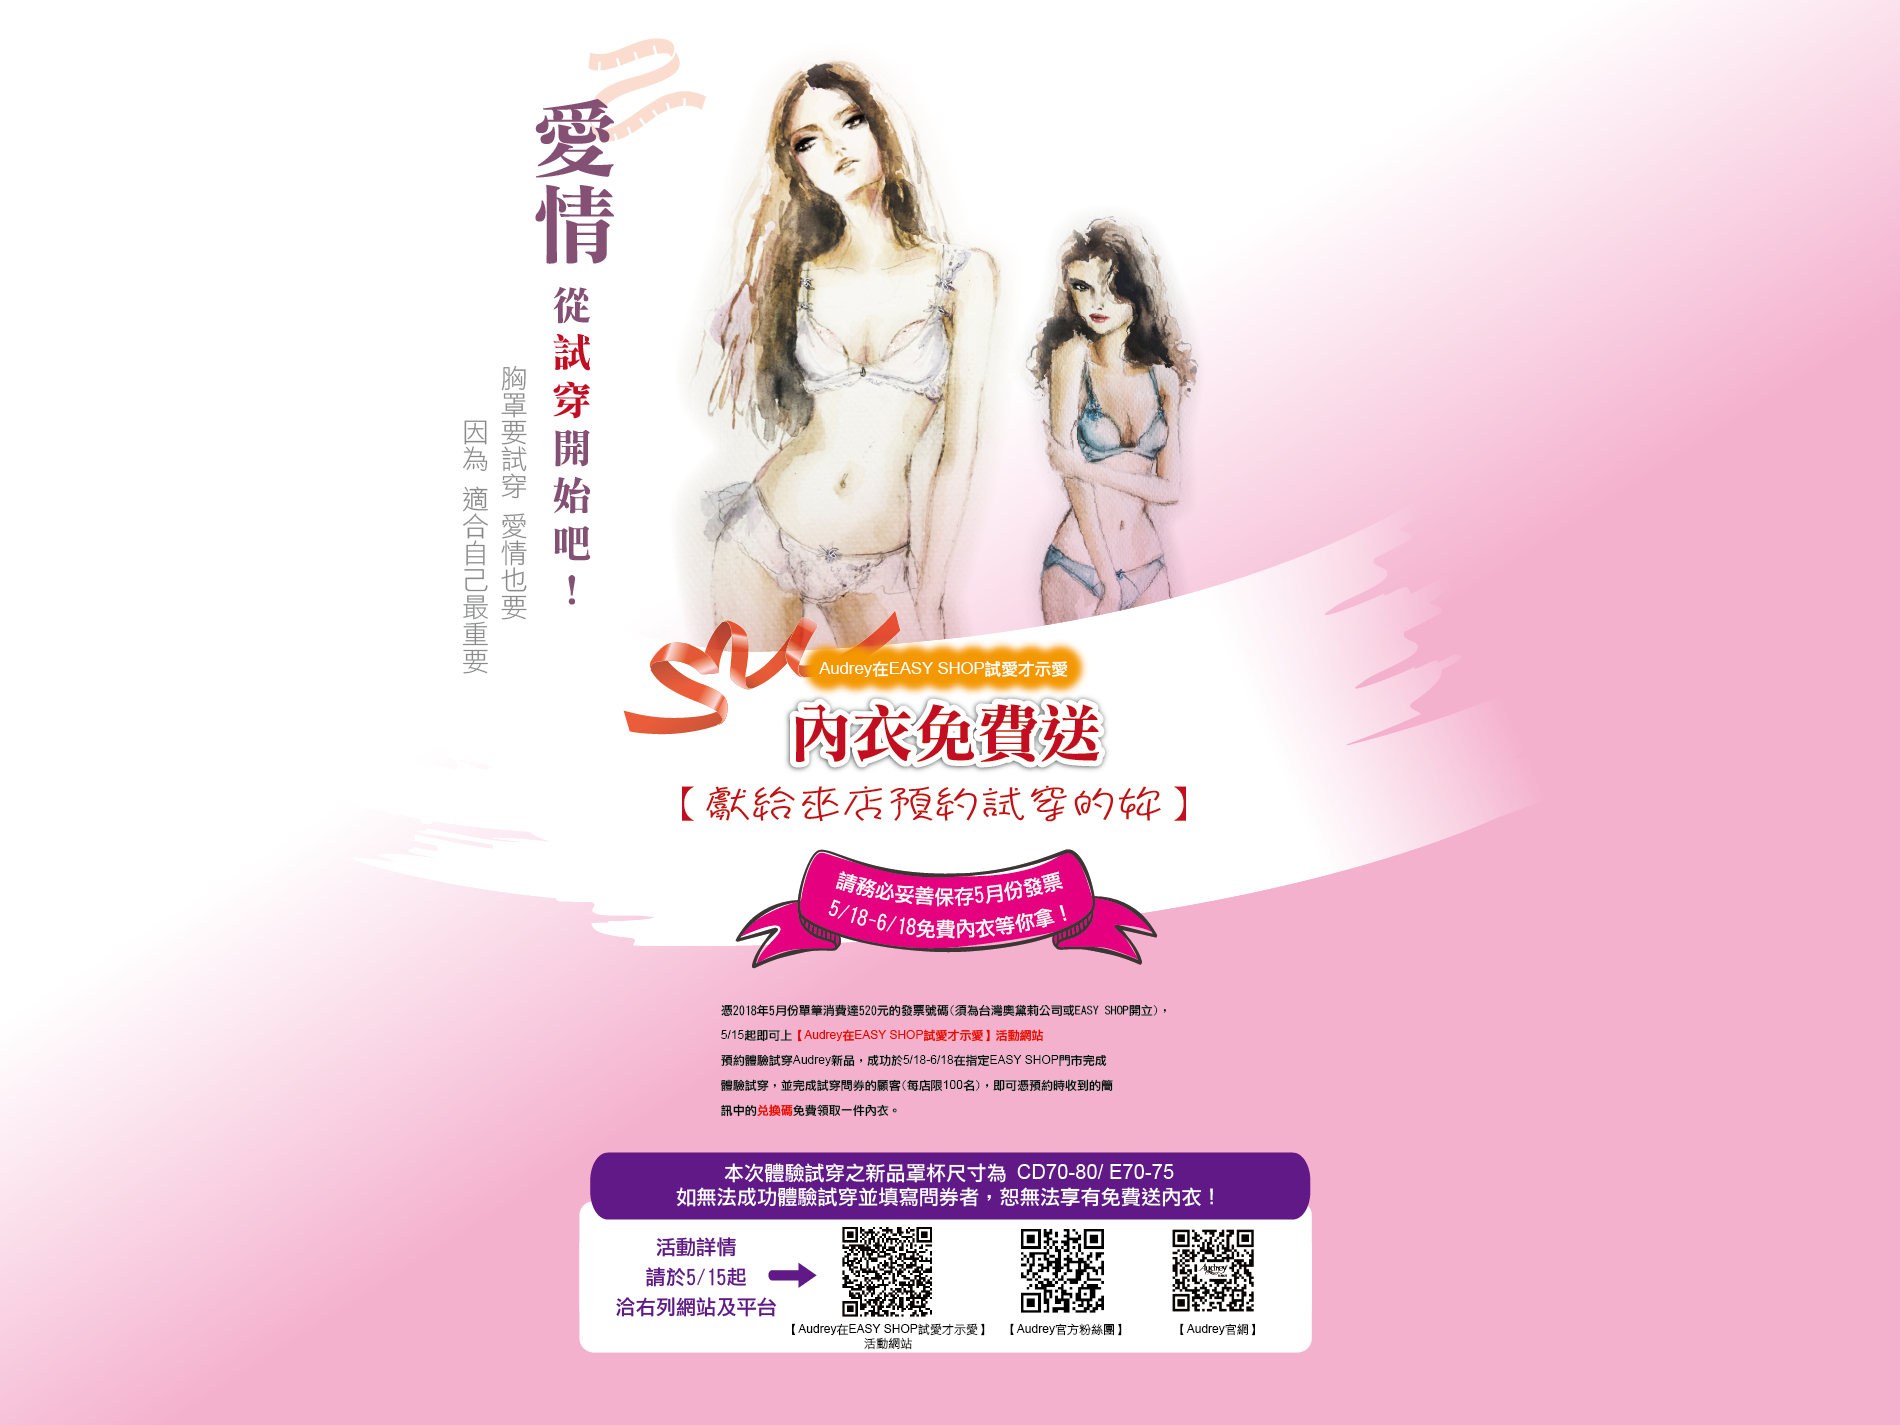 愛情
從試穿開始吧！
胸罩要試穿 愛情也要
因為 適合自己最重要
Audrey在EASY SHOP試愛才示愛
內衣免費送
【獻給來店預約試穿的妳】
請務必妥善保存5月份發票
5/18-6/18免費內衣等你拿！
憑2018年5月份單筆消費達520元的發票號碼(須為台灣奧黛莉公司或EASY SHOP開立)，
5/15起即可上【Audrey在EASY SHOP試愛才示愛】活動網站
預約體驗試穿Audrey新品，成功於5/18-6/18在指定EASY SHOP門市完成
體驗試穿，並完成試穿問券的顧客(每店限100名)，即可憑預約時收到的簡
訊中的兌換碼免費領取一件內衣。
本次體驗試穿之新品罩杯尺寸為 CD70-80/ E70-75
如無法成功體驗試穿並填寫問券者，恕無法享有免費送內衣！
活動詳情
請於5/15起
洽右列網站及平台
【Audrey在EASY SHOP試愛才示愛】
活動網站
【Audrey官方粉絲團】
Audrey
【Audrey官網】